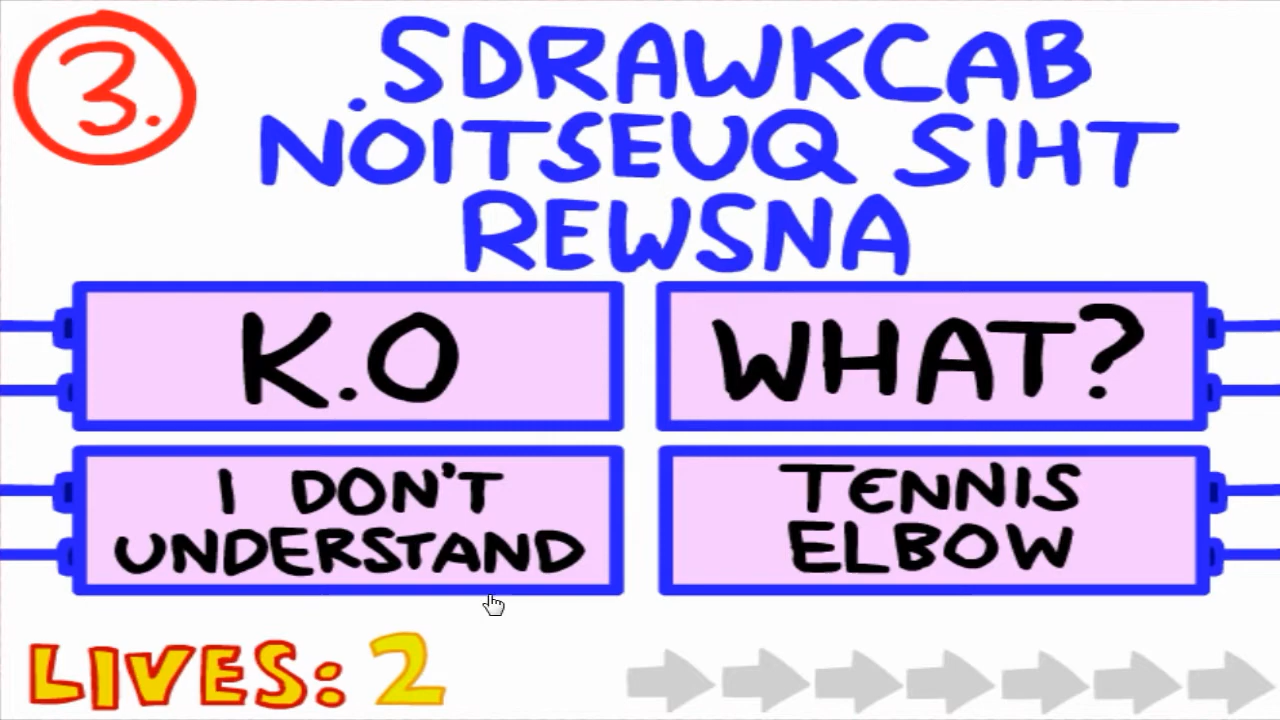 3.
.SDRAWKCAB
NOITSEUQ SIHT
REWSNA
K.O
WHAT?
I DON'T
UNDERSTAND
TENNIS
ELBOW
LIVES: 2